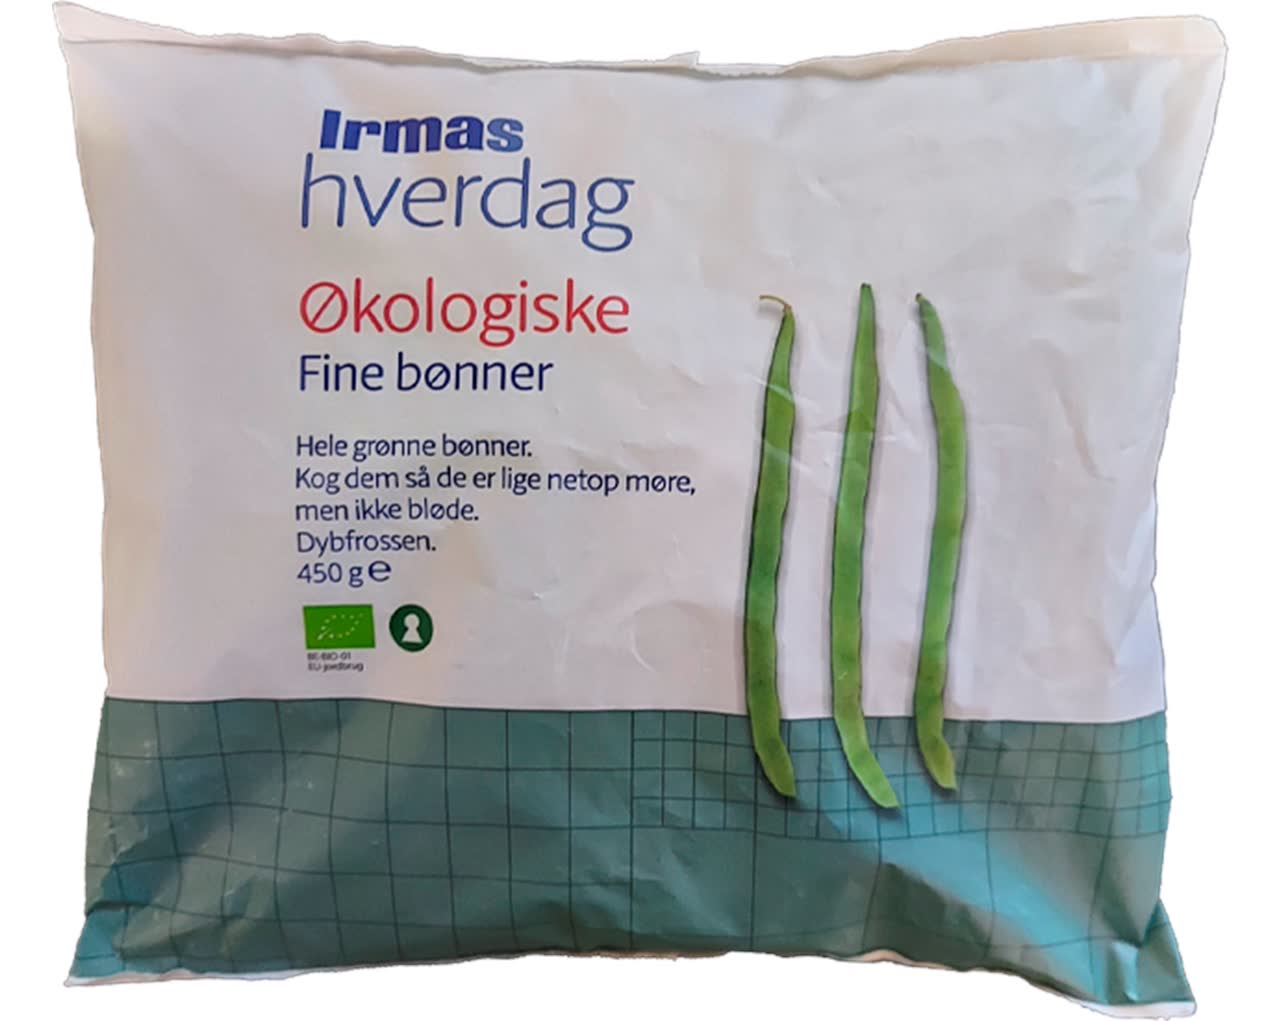 Irmas
hverdag
Økologiske
Fine bønner
Hele grønne bønner.
Kog dem så de er lige netop møre,
men ikke bløde.
Dybfrossen.
450 g e
BE-BIO-01
EU-jordbrug